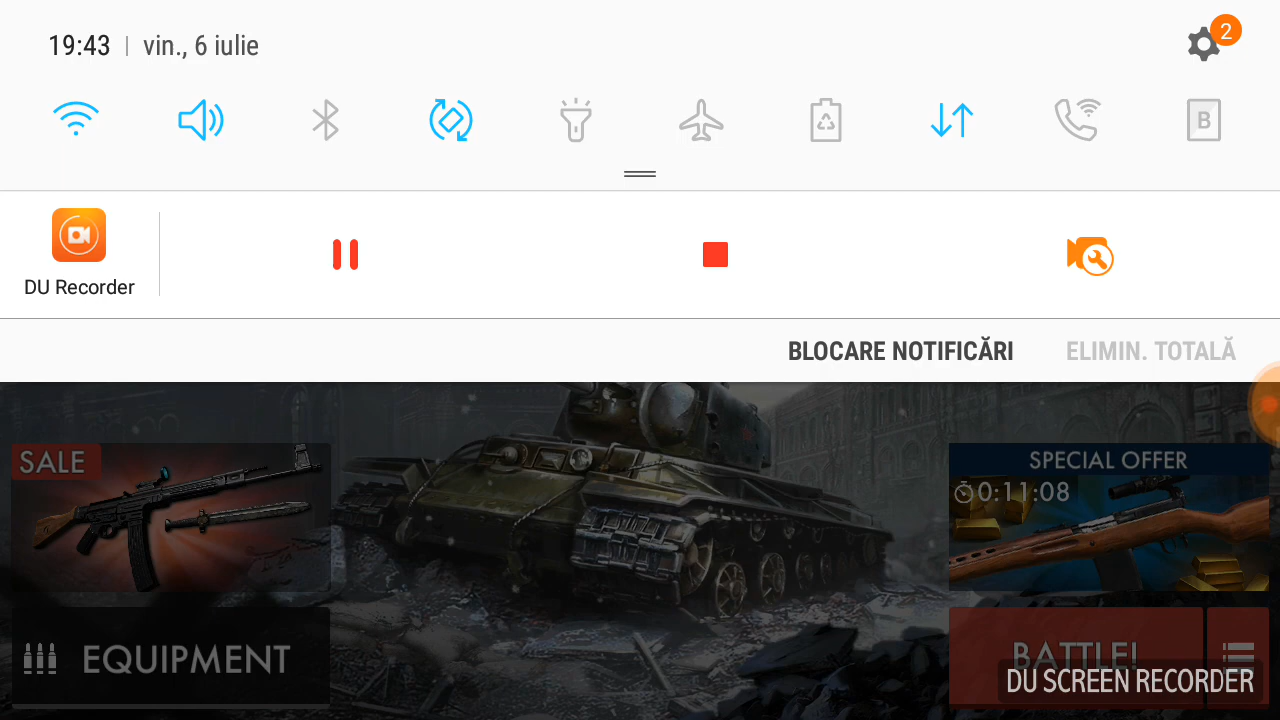 19:43 | vin., 6 iulie
2
B
DU Recorder
BLOCARE NOTIFICĂRI
ELIMIN. TOTALĂ
SALE
SPECIAL OFFER
0:11:08
EQUIPMENT
BATTLE!
DU SCREEN RECORDER